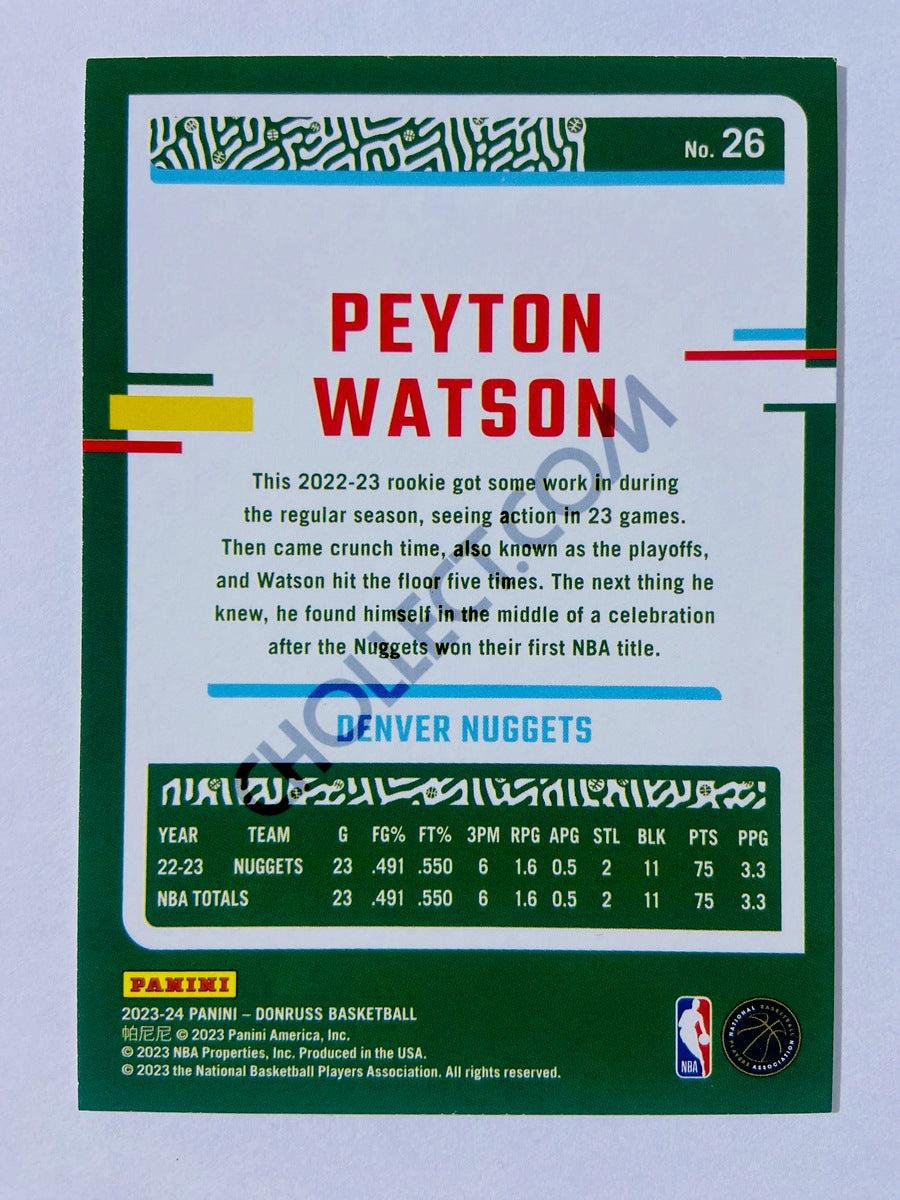 No. 26
PEYTON
WATSON
This 2022-23 rookie got some work in during
the regular season, seeing action in 23 games.
Then came crunch time, also known as the playoffs,
and Watson hit the floor five times. The next thing he
knew, he found himself in the middle of a celebration
after the Nuggets won their first NBA title.
CHOLLECT.COM
DENVER NUGGETS
YEAR TEAM G FG% FT% 3PM RPG APG STL BLK PTS PPG
22-23 NUGGETS 23 .491 .550 6 1.6 0.5 2 11 75 3.3
NBA TOTALS 23 .491 .550 6 1.6 0.5 2 11 75 3.3
PANINI
2023-24 PANINI – DONRUSS BASKETBALL
帕尼尼 © 2023 Panini America, Inc.
© 2023 NBA Properties, Inc. Produced in the USA.
© 2023 the National Basketball Players Association. All rights reserved.
NBA
NATIONAL BASKETBALL
PLAYERS ASSOCIATION